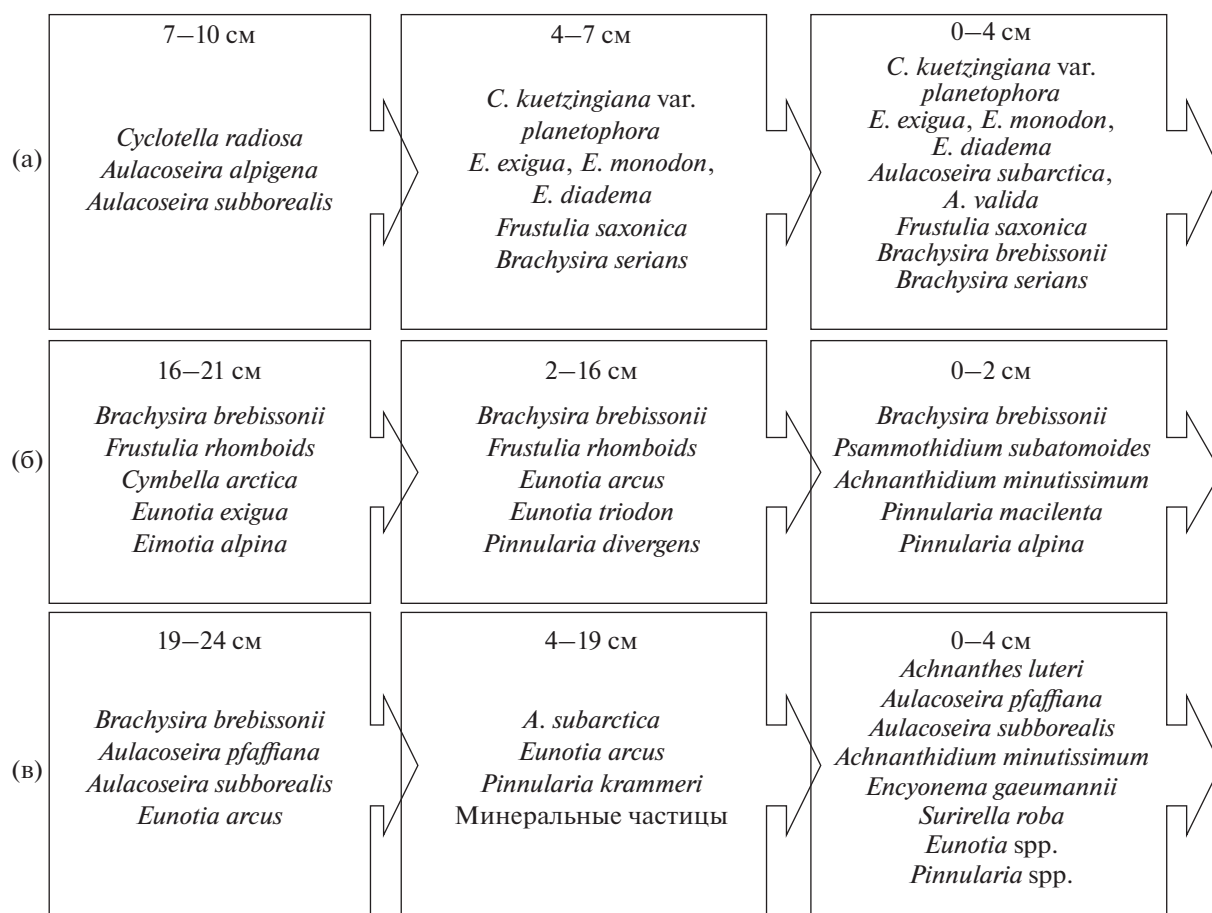 (а)
7–10 см
Cyclotella radiosa
Aulacoseira alpigena
Aulacoseira subborealis
4–7 см
C. kuetzingiana var.
planetophora
E. exigua, E. monodon,
E. diadema
Frustulia saxonica
Brachysira serians
0–4 см
C. kuetzingiana var.
planetophora
E. exigua, E. monodon,
E. diadema
Aulacoseira subarctica,
A. valida
Frustulia saxonica
Brachysira brebissonii
Brachysira serians
(б)
16–21 см
Brachysira brebissonii
Frustulia rhomboids
Cymbella arctica
Eunotia exigua
Eimotia alpina
2–16 см
Brachysira brebissonii
Frustulia rhomboids
Eunotia arcus
Eunotia triodon
Pinnularia divergens
0–2 см
Brachysira brebissonii
Psammothidium subatomoides
Achnanthidium minutissimum
Pinnularia macilenta
Pinnularia alpina
(в)
19–24 см
Brachysira brebissonii
Aulacoseira pfaffiana
Aulacoseira subborealis
Eunotia arcus
4–19 см
A. subarctica
Eunotia arcus
Pinnularia krammeri
Минеральные частицы
0–4 см
Achnanthes luteri
Aulacoseira pfaffiana
Aulacoseira subborealis
Achnanthidium minutissimum
Encyonema gaeumannii
Surirella roba
Eunotia spp.
Pinnularia spp.